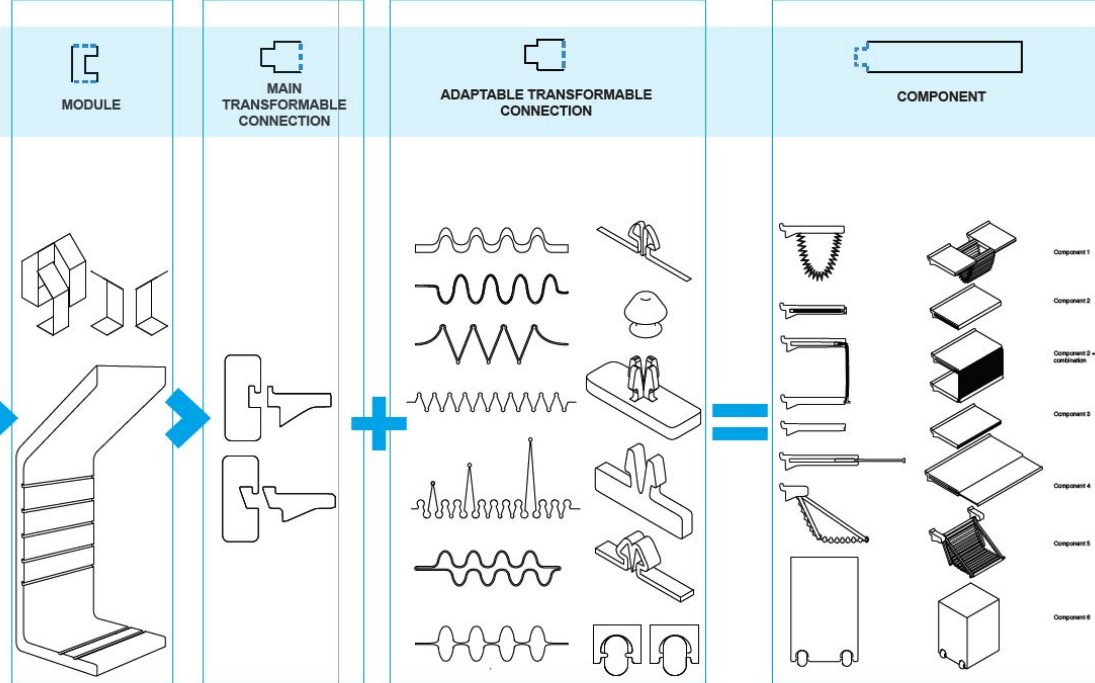 MODULE
MAIN
TRANSFORMABLE
CONNECTION
ADAPTABLE TRANSFORMABLE
CONNECTION
COMPONENT
Component 1
Component 2
Component 2 +
combination
Component 3
Component 4
Component 5
Component 6